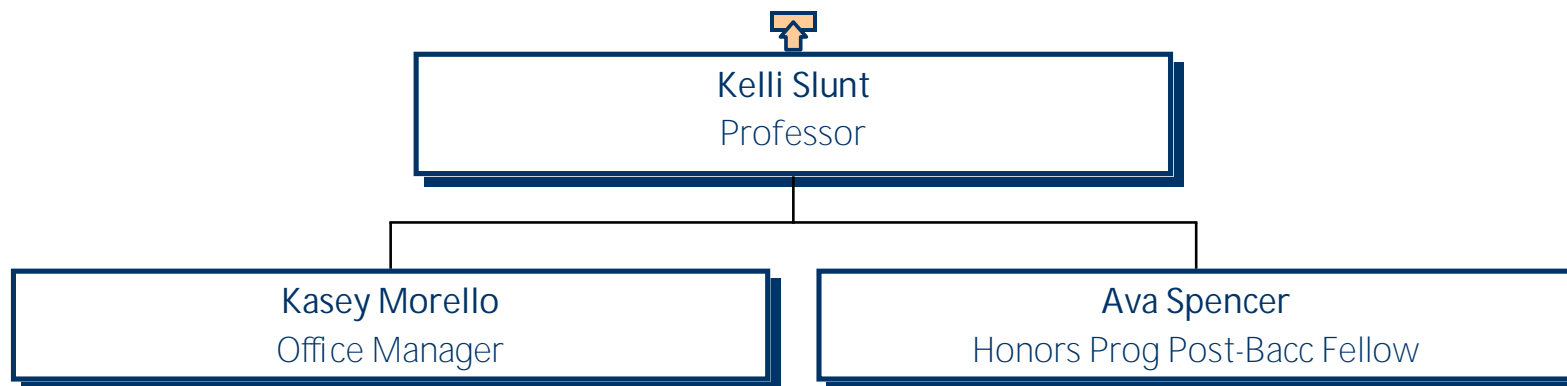 Kelli Slunt
Professor
Kasey Morello
Office Manager
Ava Spencer
Honors Prog Post-Bacc Fellow